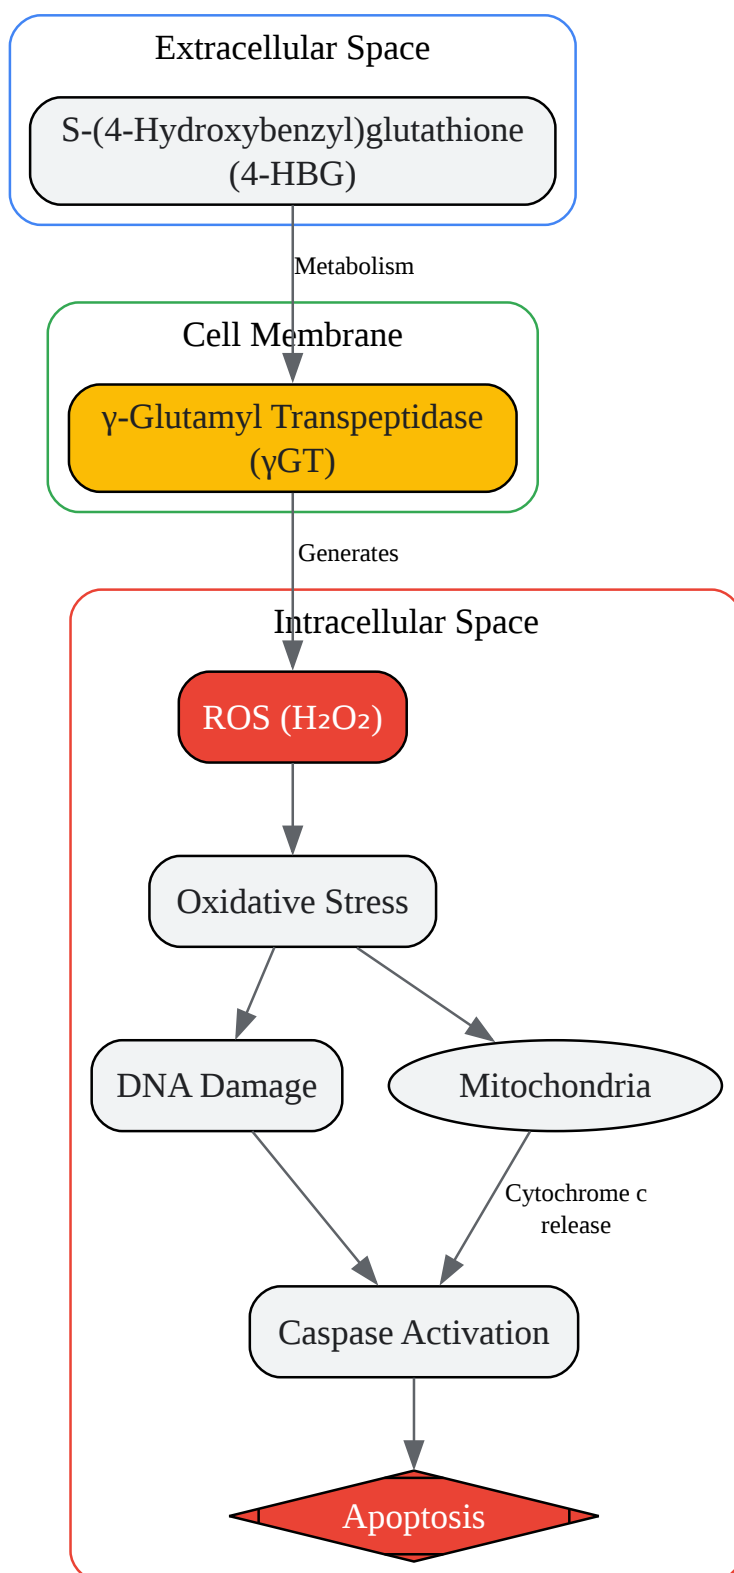 Extracellular Space
S-(4-Hydroxybenzyl)glutathione
(4-HBG)
Metabolism
Cell Membrane
γ-Glutamyl Transpeptidase
(γGT)
Generates
Intracellular Space
ROS (H₂O₂)
Oxidative Stress
DNA Damage
Mitochondria
Cytochrome c
release
Caspase Activation
Apoptosis